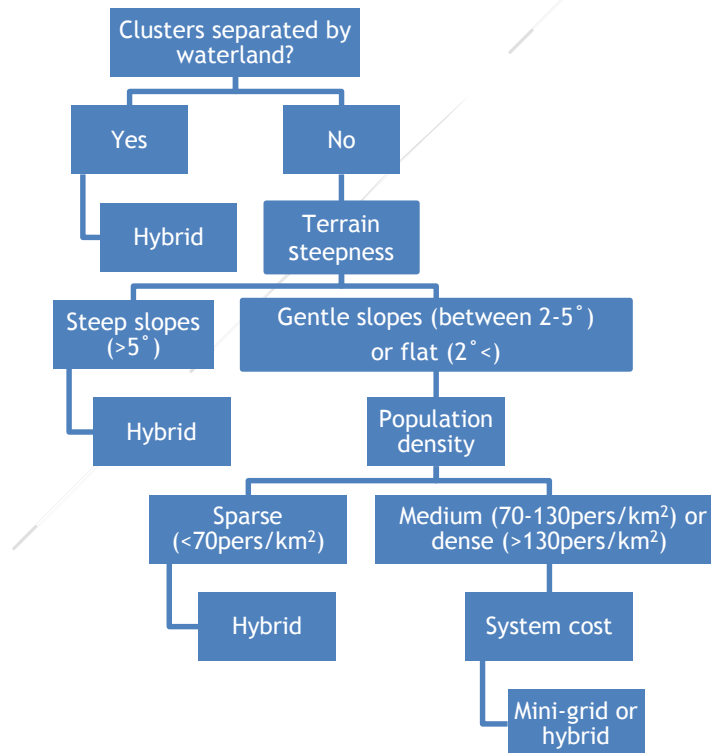 Clusters separated by
waterland?
Yes
No
Hybrid
Terrain
steepness
Steep slopes
(>5˚)
Gentle slopes (between 2-5˚)
or flat (2˚<)
Hybrid
Population
density
Sparse
(<70pers/km²)
Medium (70-130pers/km²) or
dense (>130pers/km²)
Hybrid
System cost
Mini-grid or
hybrid